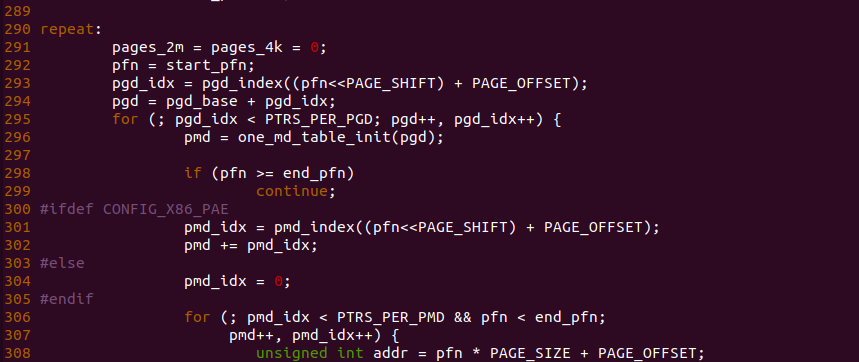 289
290 repeat:
291         pages_2m = pages_4k = 0;
292         pfn = start_pfn;
293         pgd_idx = pgd_index((pfn<<PAGE_SHIFT) + PAGE_OFFSET);
294         pgd = pgd_base + pgd_idx;
295         for (; pgd_idx < PTRS_PER_PGD; pgd++, pgd_idx++) {
296                 pmd = one_md_table_init(pgd);
297
298                 if (pfn >= end_pfn)
299                         continue;
300 #ifdef CONFIG_X86_PAE
301                 pmd_idx = pmd_index((pfn<<PAGE_SHIFT) + PAGE_OFFSET);
302                 pmd += pmd_idx;
303 #else
304                 pmd_idx = 0;
305 #endif
306                 for (; pmd_idx < PTRS_PER_PMD && pfn < end_pfn;
307                      pmd++, pmd_idx++) {
308                         unsigned int addr = pfn * PAGE_SIZE + PAGE_OFFSET;